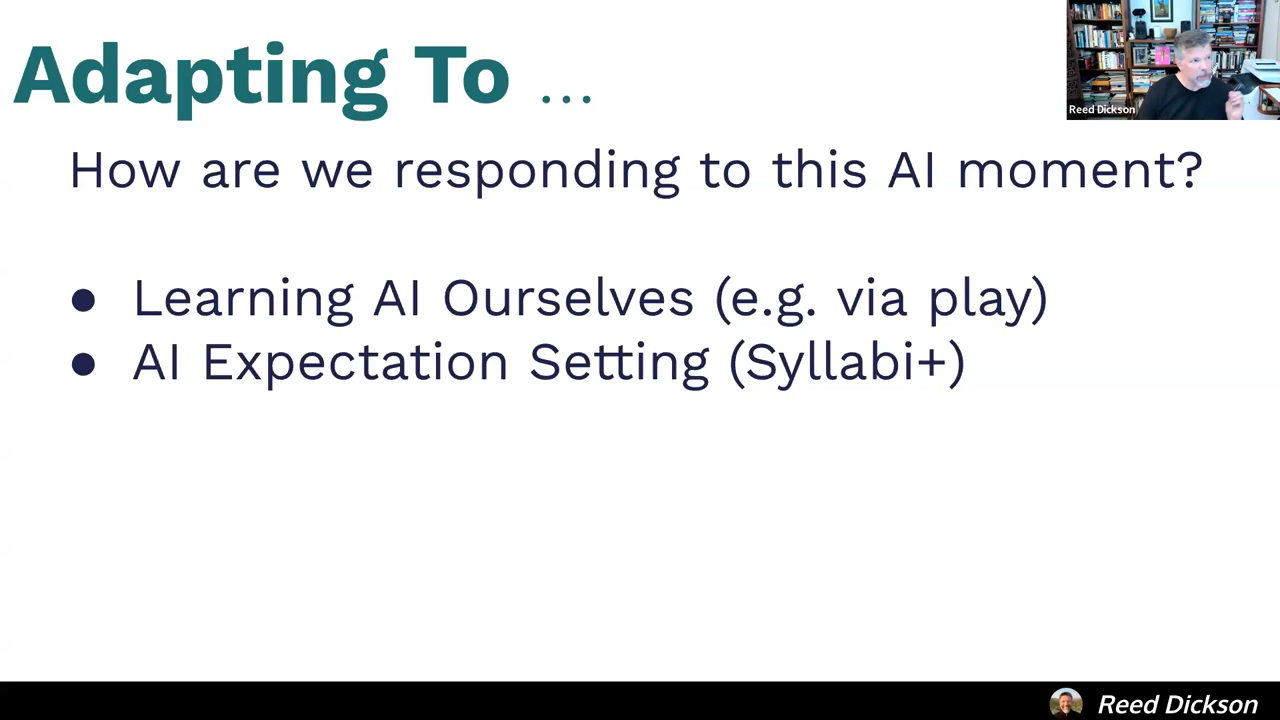 Adapting To ...
Reed Dickson
How are we responding to this AI moment?
● Learning AI Ourselves (e.g. via play)
● AI Expectation Setting (Syllabi+)
Reed Dickson